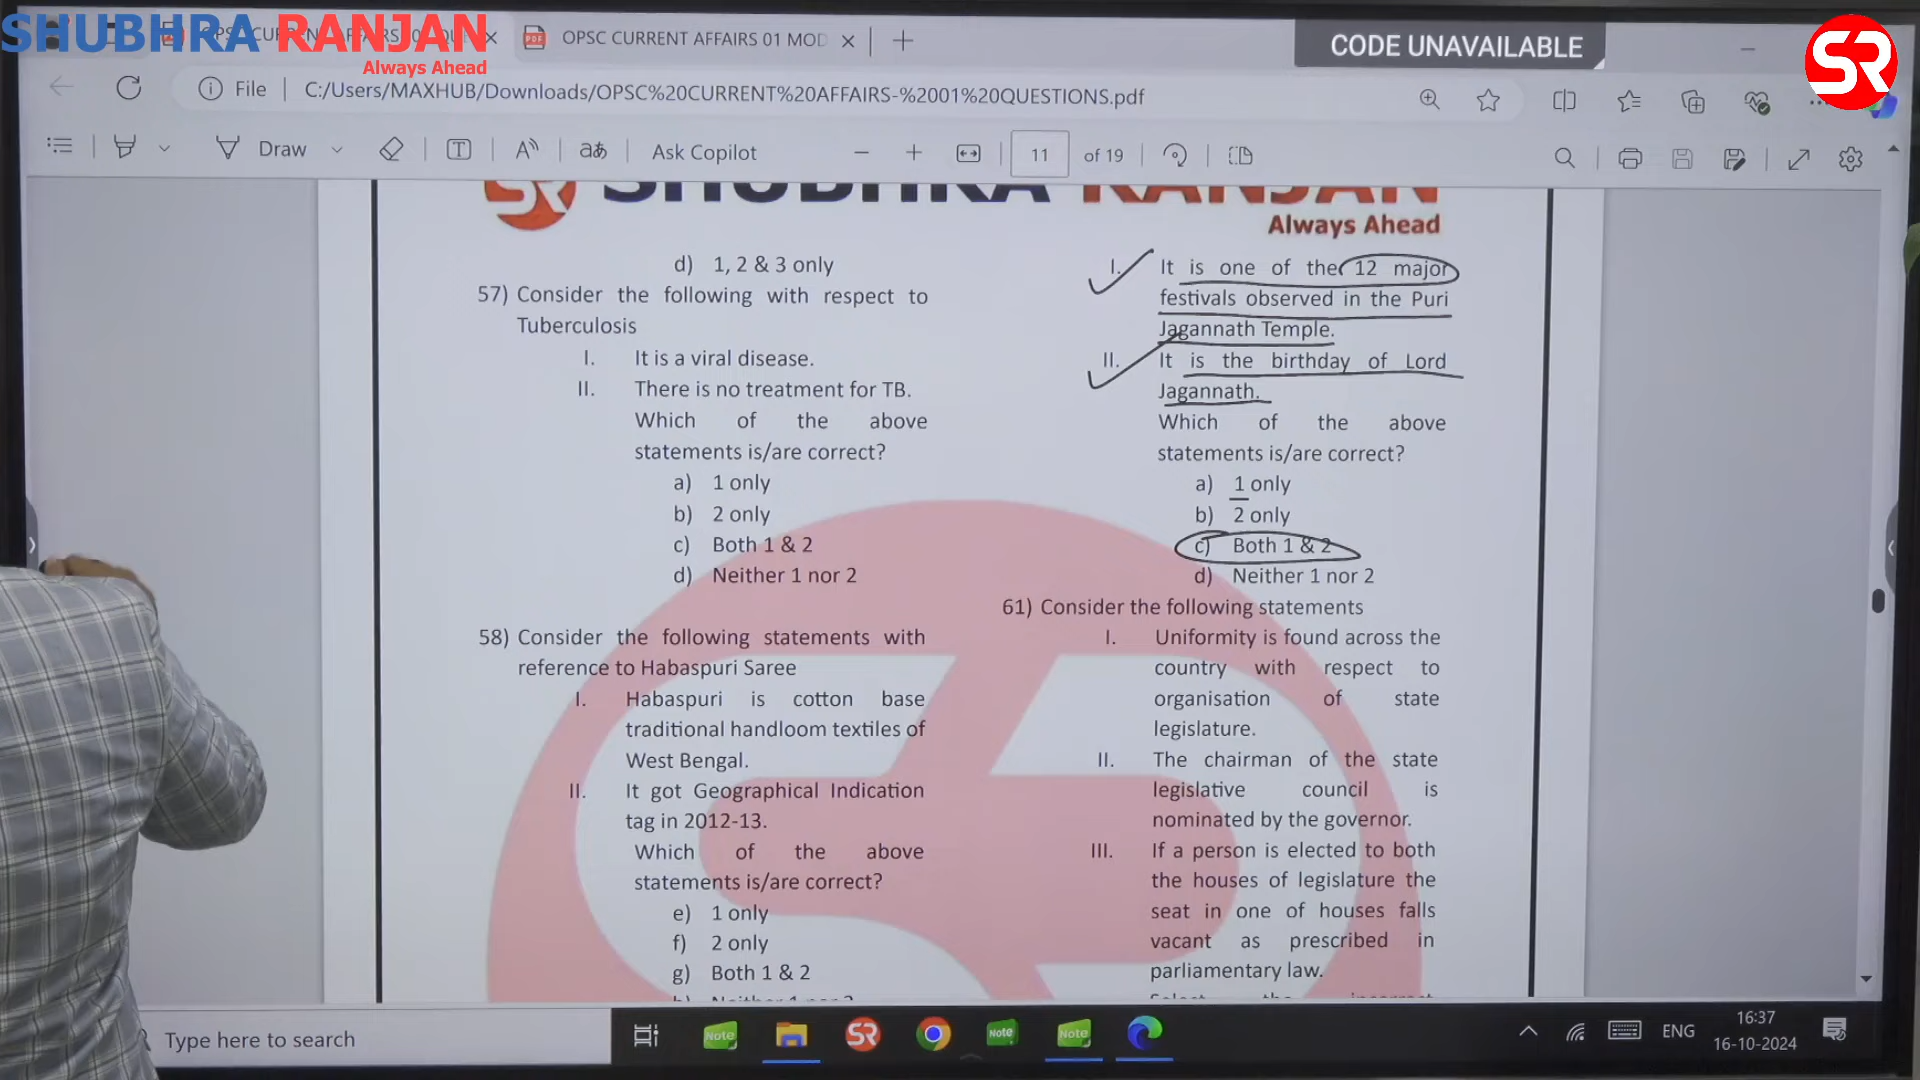 SHUBHRA RANJAN
Always Ahead
OPSC CURRENT AFFAIRS 01 MOD
CODE UNAVAILABLE
SR
File
C:/Users/MAXHUB/Downloads/OPSC%20CURRENT%20AFFAIRS-%2001%20QUESTIONS.pdf
Draw
Ask Copilot
11
of 19
SHUBHRA RANJAN
Always Ahead
d) 1, 2 & 3 only
57) Consider the following with respect to
Tuberculosis
I. It is a viral disease.
II. There is no treatment for TB.
Which of the above
statements is/are correct?
a) 1 only
b) 2 only
c) Both 1 & 2
d) Neither 1 nor 2
58) Consider the following statements with
reference to Habaspuri Saree
I. Habaspuri is cotton base
traditional handloom textiles of
West Bengal.
II. It got Geographical Indication
tag in 2012-13.
Which of the above
statements is/are correct?
e) 1 only
f) 2 only
g) Both 1 & 2
I. It is one of the 12 major
festivals observed in the Puri
Jagannath Temple.
II. It is the birthday of Lord
Jagannath.
Which of the above
statements is/are correct?
a) 1 only
b) 2 only
c) Both 1 & 2
d) Neither 1 nor 2
61) Consider the following statements
I. Uniformity is found across the
country with respect to
organisation of state
legislature.
II. The chairman of the state
legislative council is
nominated by the governor.
III. If a person is elected to both
the houses of legislature the
seat in one of houses falls
vacant as prescribed in
parliamentary law.
Type here to search
Note
SR
Note
Note
ENG
16:37
16-10-2024